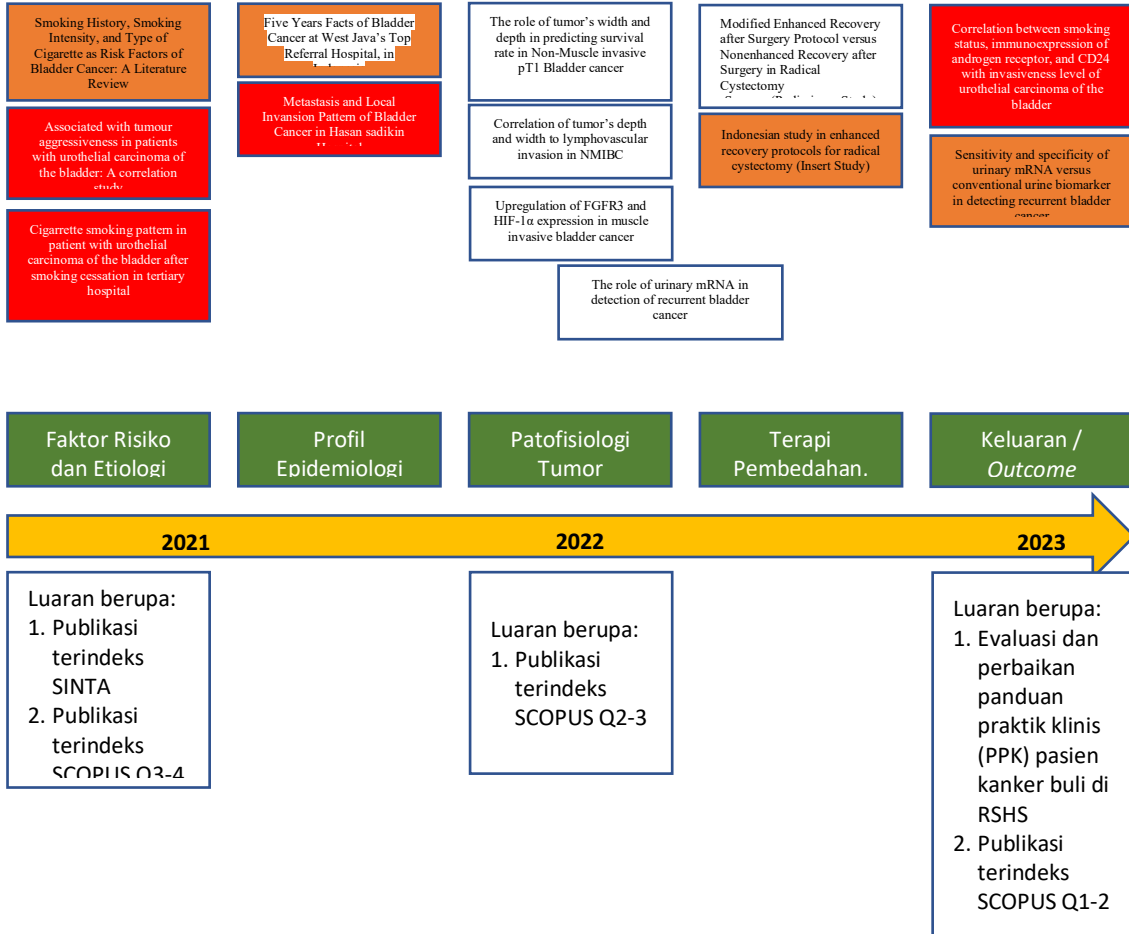 Smoking History, Smoking
Intensity, and Type of
Cigarette as Risk Factors of
Bladder Cancer: A Literature
Review
Associated with tumour
aggressiveness in patients
with urothelial carcinoma of
the bladder: A correlation
study
Cigarrette smoking pattern in
patient with urothelial
carcinoma of the bladder after
smoking cessation in tertiary
hospital
Five Years Facts of Bladder
Cancer at West Java's Top
Referral Hospital, in
Metastasis and Local
Invansion Pattern of Bladder
Cancer in Hasan sadikin
The role of tumor's width and
depth in predicting survival
rate in Non-Muscle invasive
pT1 Bladder cancer
Correlation of tumor's depth
and width to lymphovascular
invasion in NMIBC
Upregulation of FGFR3 and
HIF-1α expression in muscle
invasive bladder cancer
The role of urinary mRNA in
detection of recurrent bladder
cancer
Modified Enhanced Recovery
after Surgery Protocol versus
Nonenhanced Recovery after
Surgery in Radical
Cystectomy
Indonesian study in enhanced
recovery protocols for radical
cystectomy (Insert Study)
Correlation between smoking
status, immunoexpression of
androgen receptor, and CD24
with invasiveness level of
urothelial carcinoma of the
bladder
Sensitivity and specificity of
urinary mRNA versus
conventional urine biomarker
in detecting recurrent bladder
cancer
Faktor Risiko
dan Etiologi
Profil
Epidemiologi
Patofisiologi
Tumor
Terapi
Pembedahan.
Keluaran /
Outcome
2021
2022
2023
Luaran berupa:
1. Publikasi
terindeks
SINTA
2. Publikasi
terindeks
SCOPUS Q3-4
Luaran berupa:
1. Publikasi
terindeks
SCOPUS Q2-3
Luaran berupa:
1. Evaluasi dan
perbaikan
panduan
praktik klinis
(PPK) pasien
kanker buli di
RSHS
2. Publikasi
terindeks
SCOPUS Q1-2